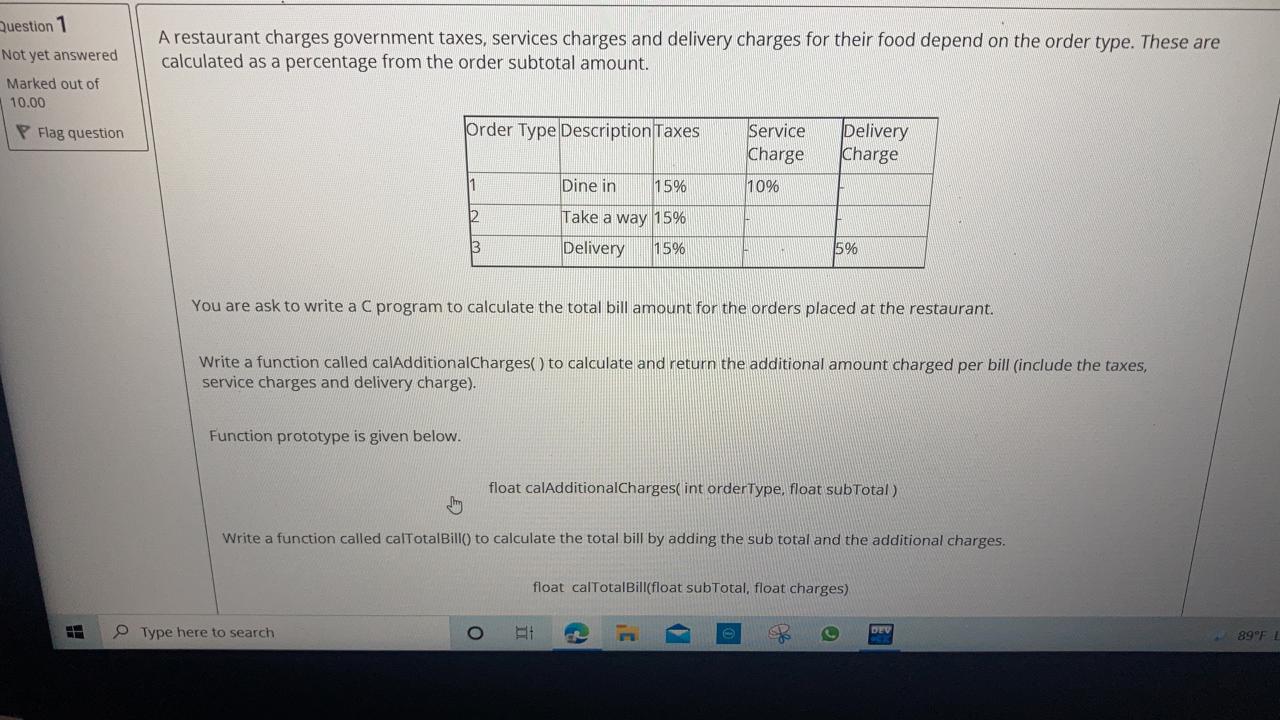 Question 1
Not yet answered
Marked out of
10.00
Flag question
A restaurant charges government taxes, services charges and delivery charges for their food depend on the order type. These are
calculated as a percentage from the order subtotal amount.
Order Type Description Taxes Service Charge Delivery Charge
1 Dine in 15% 10% -
2 Take a way 15% - -
3 Delivery 15% - 5%
You are ask to write a C program to calculate the total bill amount for the orders placed at the restaurant.
Write a function called calAdditionalCharges( ) to calculate and return the additional amount charged per bill (include the taxes,
service charges and delivery charge).
Function prototype is given below.
float calAdditionalCharges( int orderType, float subTotal )
Write a function called calTotalBill() to calculate the total bill by adding the sub total and the additional charges.
float calTotalBill(float subTotal, float charges)
Type here to search
DEV
89°F